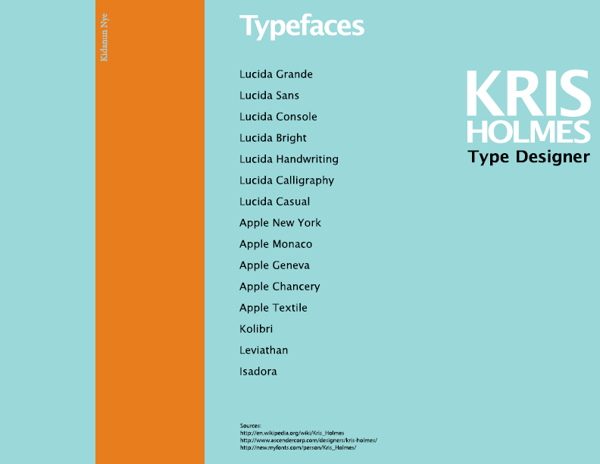 Kidanun Nye
Typefaces
Lucida Grande
Lucida Sans
Lucida Console
Lucida Bright
Lucida Handwriting
Lucida Calligraphy
Lucida Casual
Apple New York
Apple Monaco
Apple Geneva
Apple Chancery
Apple Textile
Kolibri
Leviathan
Isadora
Sources:
http://en.wikipedia.org/wiki/Kris_Holmes
http://www.ascendercorp.com/designers/kris-holmes/
http://new.myfonts.com/person/Kris_Holmes/
KRIS
HOLMES
Type Designer